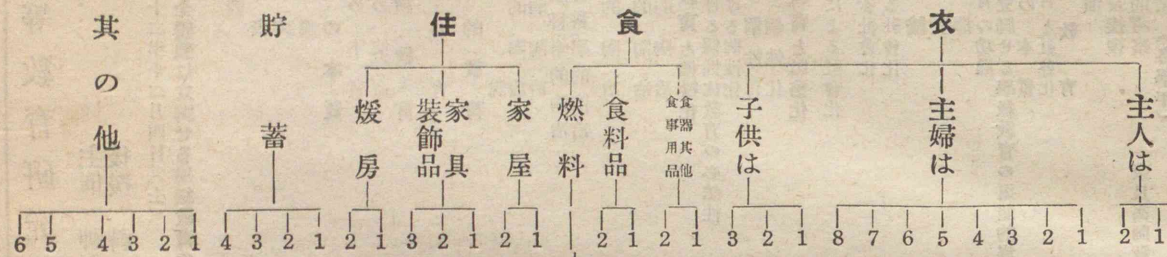 衣
主人は
1 2
主婦は
1 2 3 4 5 6 7 8
子供は
1 2 3
食
食器其他
食事用品
1 2
食料品
1 2
燃料
住
家屋
1 2
家具
装飾品
1 2 3
煖房
1 2
貯蓄
1 2 3 4
其の他
1 2 3 4 5 6